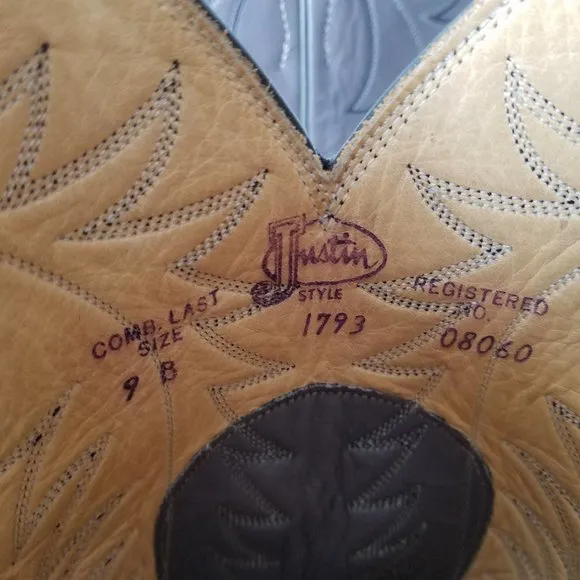 Justin
STYLE
1793
COMB. LAST
SIZE
9 B
REGISTERED
NO.
08060